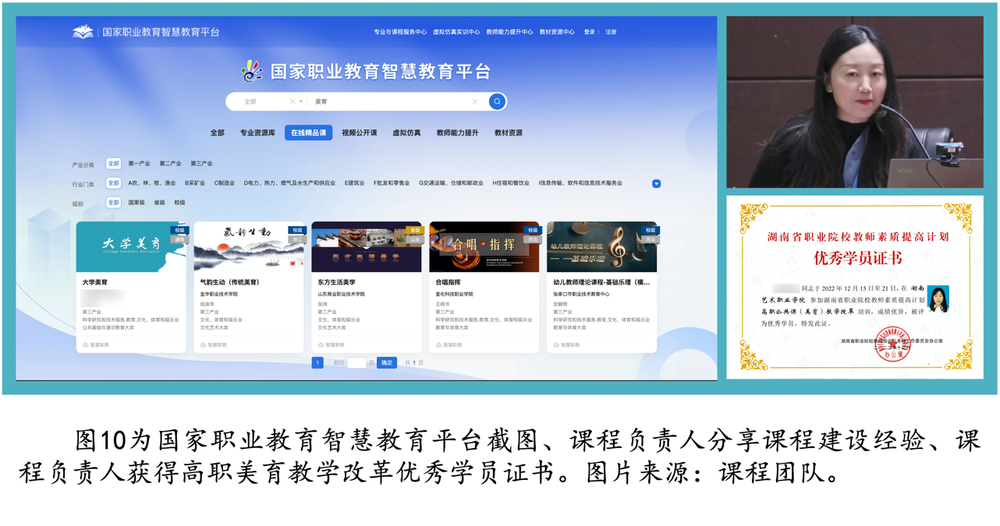 国家职业教育智慧教育平台
专业与课程服务中心 虚拟仿真实训中心 教师能力提升中心 教材资源中心 登录 | 注册
国家职业教育智慧教育平台
全部 美育
全部 专业资源库 在线精品课 视频公开课 虚拟仿真 教师能力提升 教材资源
产业分类 全部 第一产业 第二产业 第三产业
行业门类 全部 A农、林、牧、渔业 B采矿业 C制造业 D电力、热力、燃气及水生产和供应业 E建筑业 F批发和零售业 G交通运输、仓储和邮政业 H住宿和餐饮业 I信息传输、软件和信息技术服务业
级别 全部 国家级 省级 校级
大学美育
College Aesthetic Education
校级
湖南
大学美育
第三产业
科学研究和技术服务,教育,文化、体育和娱乐业
公共基础与通识教育大类
智慧职教
氣韵生动
校级
浙江
气韵生动(传统美育)
金华职业技术学院
倪淑萍
第三产业
文化、体育和娱乐业
文化艺术大类
智慧职教
东方生活美学
省级
山东
东方生活美学
山东商业职业技术学院
张鸿
第三产业
文化、体育和娱乐业
文化艺术大类
智慧职教
合唱 指挥
校级
河北
合唱指挥
宣化科技职业学院
王晓书
第三产业
科学研究和技术服务,教育,文化、体育和娱乐业
教育与体育大类
智慧职教
幼儿教师理论课程
——基础乐理
校级
河北
幼儿教师理论课程-基础乐理(模...
张家口市职业技术教育中心
安静辉
第三产业
科学研究和技术服务,教育,文化、体育和娱乐业
教育与体育大类
智慧职教
1 前往 页 确定 共 1 页
湖南省职业院校教师素质提高计划
优秀学员证书
同志于 2022 年 12 月 15 日至 21 日,在 湖南
艺术职业学院 参加湖南省职业院校教师素质提高计划
高职公共课(美育)教学改革 培训,成绩优异,被评
为优秀学员,特发此证。
办公室
图10为国家职业教育智慧教育平台截图、课程负责人分享课程建设经验、课
程负责人获得高职美育教学改革优秀学员证书。图片来源:课程团队。